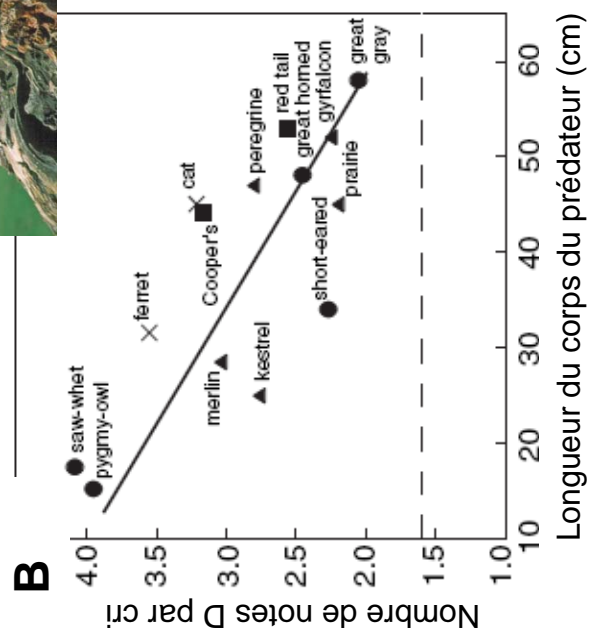 B
saw-whet
pygmy-owl
ferret
cat
Cooper's
peregrine
red tail
great horned
gyrfalcon
great
gray
merlin
kestrel
short-eared
prairie
4.0
3.5
3.0
2.5
2.0
1.5
1.0
Nombre de notes D par cri
10
20
30
40
50
60
Longueur du corps du prédateur (cm)